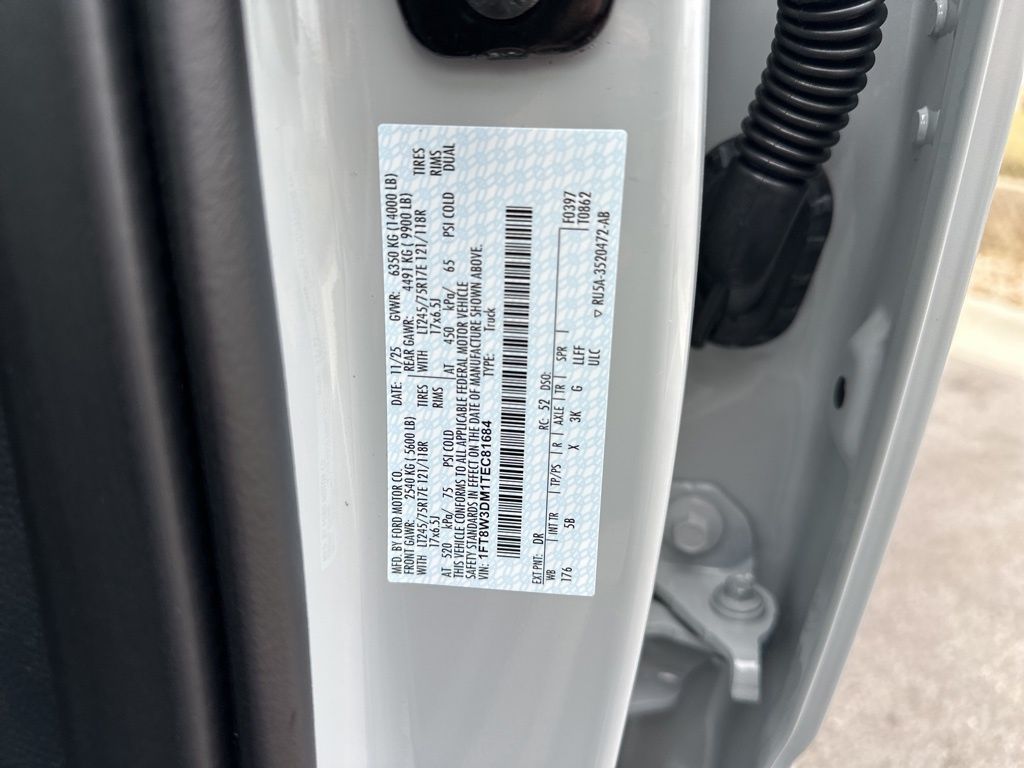 MFD. BY FORD MOTOR CO. DATE: 11/25 GVWR: 6350 KG (14000 LB)
FRONT GAWR: 2540 KG (5600 LB) REAR GAWR: 4491 KG (9900 LB)
WITH LT245/75R17E 121/118R TIRES WITH LT245/75R17E 121/118R TIRES
17x6.5J RIMS 17x6.5J RIMS
AT 520 kPa/ 75 PSI COLD AT 450 kPa/ 65 PSI COLD DUAL
THIS VEHICLE CONFORMS TO ALL APPLICABLE FEDERAL MOTOR VEHICLE
SAFETY STANDARDS IN EFFECT ON THE DATE OF MANUFACTURE SHOWN ABOVE.
VIN: 1FT8W3DM1TEC81684 TYPE: Truck
EXT PNT: DR RC: 52 DSO: F0397
WB INT TR TP/PS R AXLE TR SPR T0862
176 5B X 3K G LLFF
ULC ▽ RU5A-3520472-AB